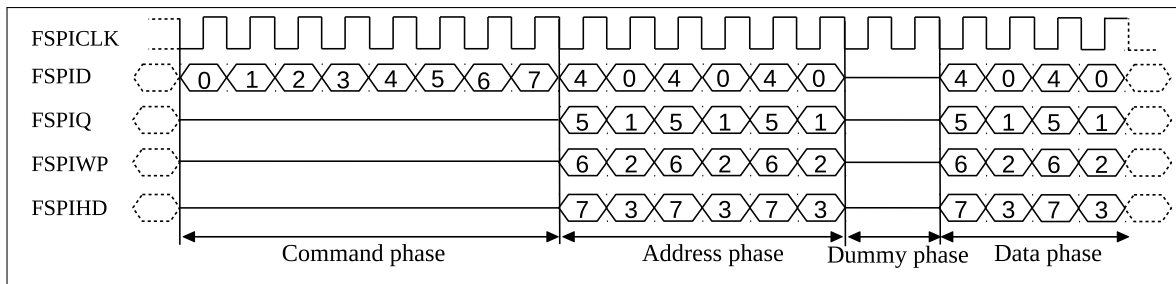 FSPICLK
FSPID 0 1 2 3 4 5 6 7 4 0 4 0 4 0 4 0 4 0
FSPIQ 5 1 5 1 5 1 5 1 5 1
FSPIWP 6 2 6 2 6 2 6 2 6 2
FSPIHD 7 3 7 3 7 3 7 3 7 3
Command phase Address phase Dummy phase Data phase